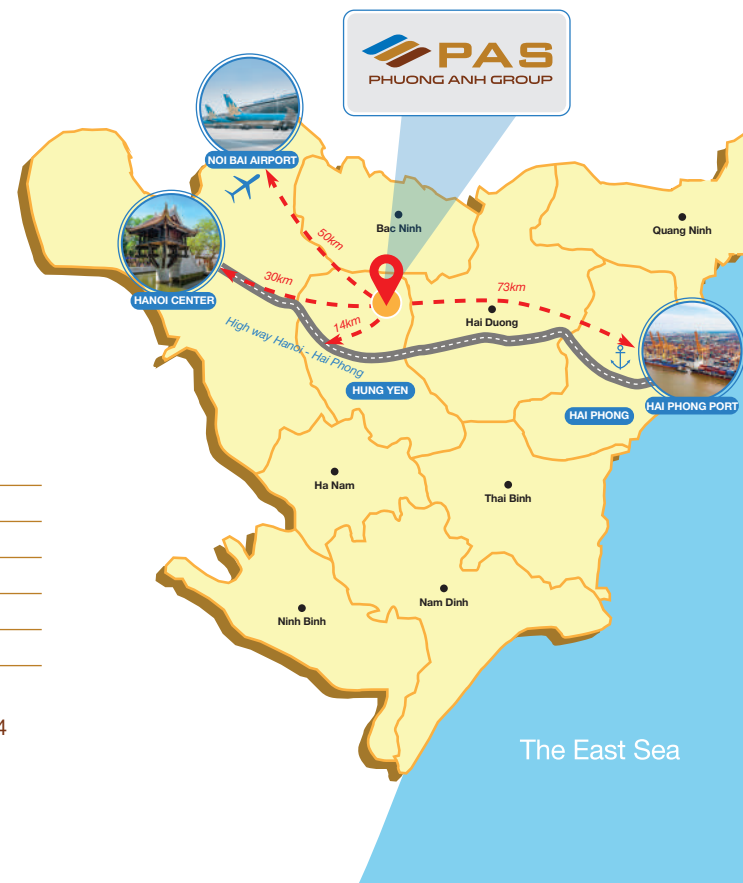 PAS
PHUONG ANH GROUP
NOI BAI AIRPORT
Bac Ninh
Quang Ninh
50km
HANOI CENTER
30km
73km
14km
Hai Duong
High way Hanoi - Hai Phong
HUNG YEN
HAI PHONG
HAI PHONG PORT
Ha Nam
Thai Binh
Nam Dinh
Ninh Binh
4
The East Sea